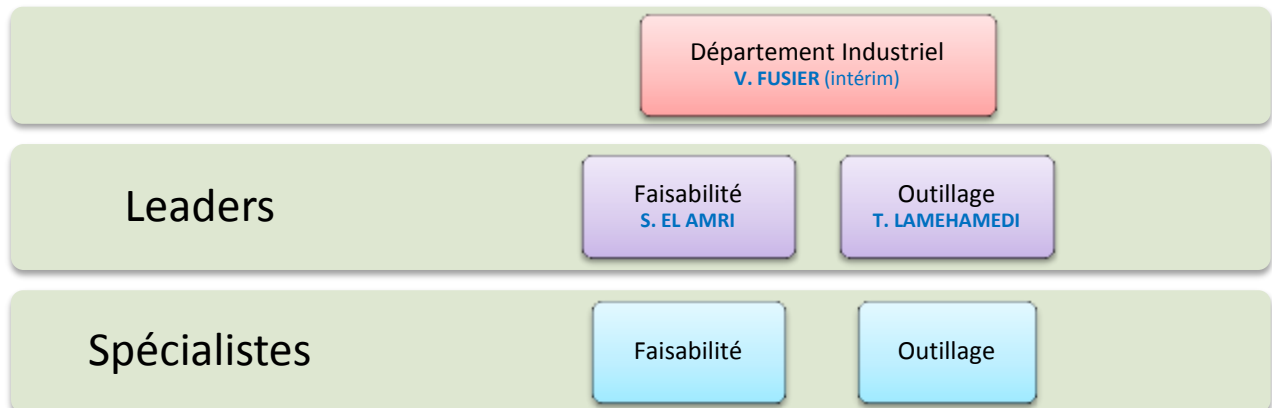 Département Industriel
V. FUSIER (intérim)
Leaders
Faisabilité
S. EL AMRI
Outillage
T. LAMEHAMEDI
Spécialistes
Faisabilité
Outillage